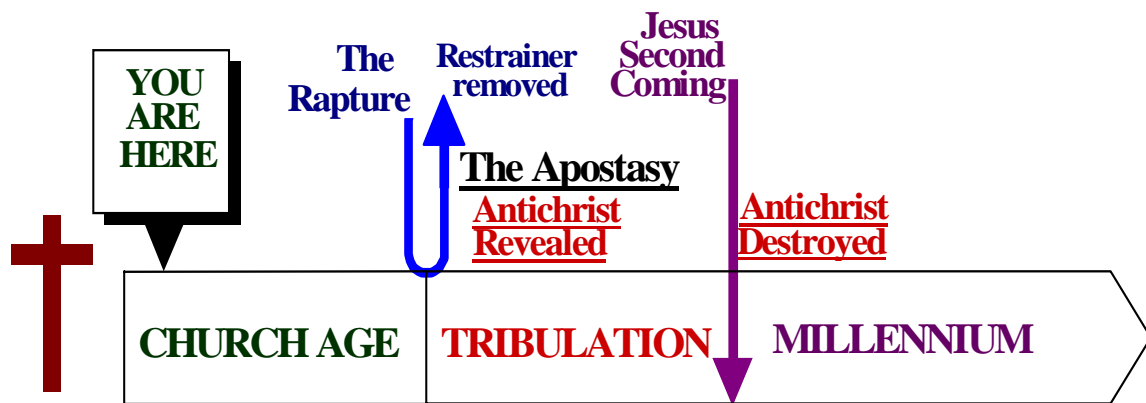 YOU
ARE
HERE
The
Rapture
Restrainer
removed
The Apostasy
Antichrist
Revealed
Jesus
Second
Coming
Antichrist
Destroyed
CHURCH AGE
TRIBULATION
MILLENNIUM